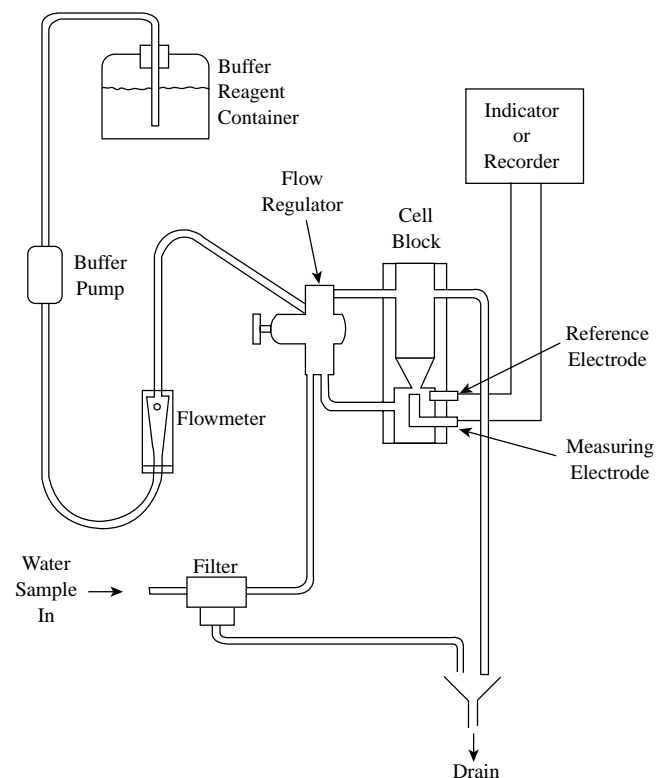 Buffer
Reagent
Container
Indicator
or
Recorder
Flow
Regulator
Cell
Block
Buffer
Pump
Reference
Electrode
Flowmeter
Measuring
Electrode
Water
Sample
In
Filter
Drain